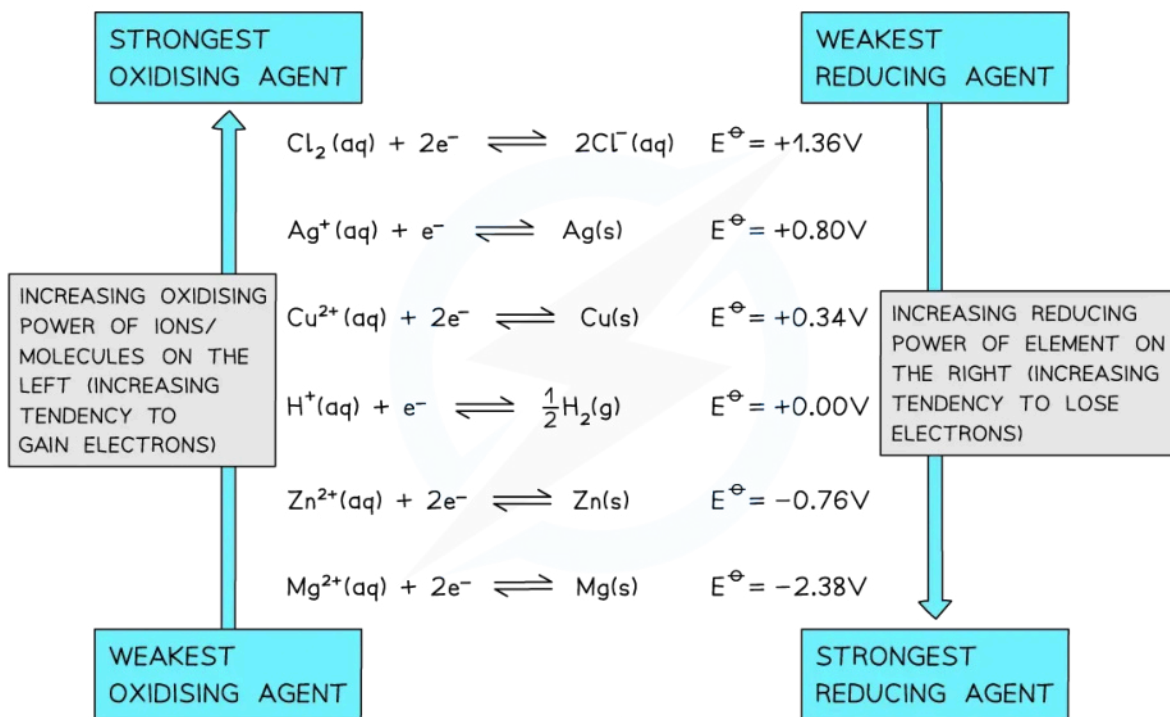 STRONGEST
OXIDISING AGENT
WEAKEST
REDUCING AGENT
Cl₂(aq) + 2e⁻ ⇌ 2Cl⁻(aq) E⦵ = +1.36V
Ag⁺(aq) + e⁻ ⇌ Ag(s) E⦵ = +0.80V
INCREASING OXIDISING
POWER OF IONS/
MOLECULES ON THE
LEFT (INCREASING
TENDENCY TO
GAIN ELECTRONS)
Cu²⁺(aq) + 2e⁻ ⇌ Cu(s) E⦵ = +0.34V
H⁺(aq) + e⁻ ⇌ ½H₂(g) E⦵ = +0.00V
INCREASING REDUCING
POWER OF ELEMENT ON
THE RIGHT (INCREASING
TENDENCY TO LOSE
ELECTRONS)
Zn²⁺(aq) + 2e⁻ ⇌ Zn(s) E⦵ = −0.76V
Mg²⁺(aq) + 2e⁻ ⇌ Mg(s) E⦵ = −2.38V
WEAKEST
OXIDISING AGENT
STRONGEST
REDUCING AGENT